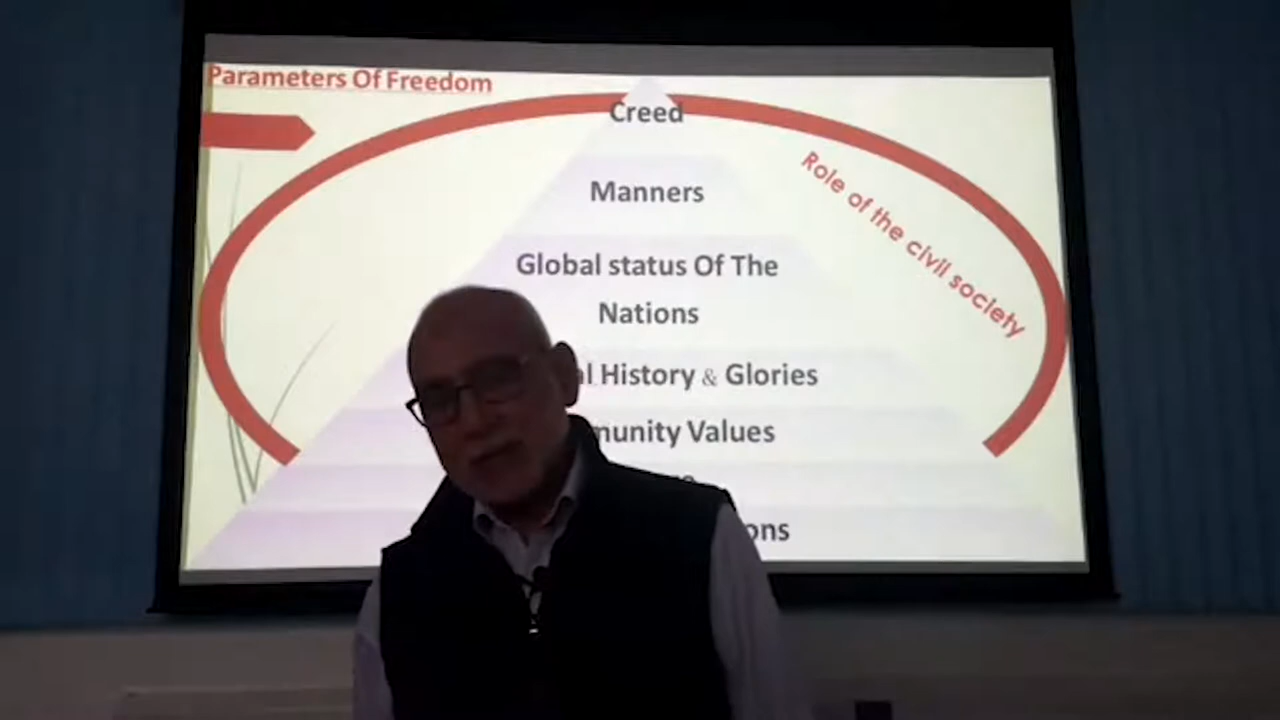 Parameters Of Freedom
Creed
Manners
Role of the civil society
Global status Of The
Nations
History & Glories
Values